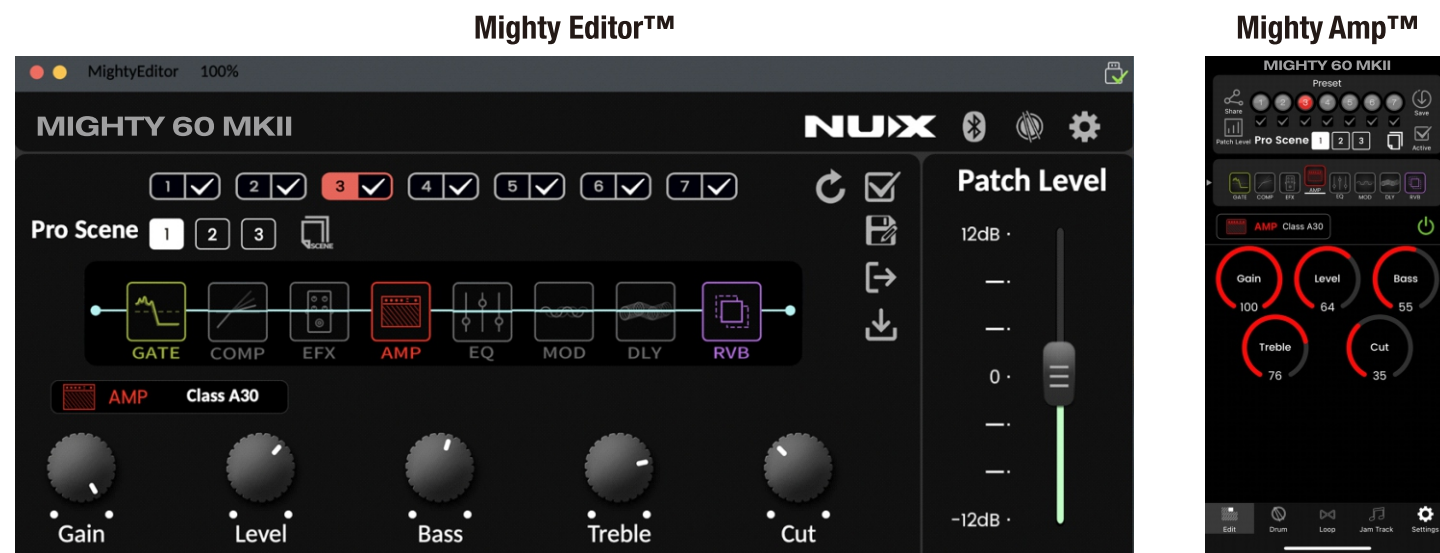 Mighty Editor™
MightyEditor 100%
MIGHTY 60 MKII
NUX
1 2 3 4 5 6 7
Pro Scene 1 2 3
SCENE
GATE COMP EFX AMP EQ MOD DLY RVB
AMP Class A30
Gain Level Bass Treble Cut
Patch Level
12dB
0
-12dB
Mighty Amp™
MIGHTY 60 MKII
Preset
Share
1 2 3 4 5 6 7
Save
Patch Level
Pro Scene 1 2 3
Active
GATE COMP EFX AMP EQ MOD DLY RVB
AMP Class A30
Gain Level Bass
100 64 55
Treble Cut
76 35
Edit Drum Loop Jam Track Settings